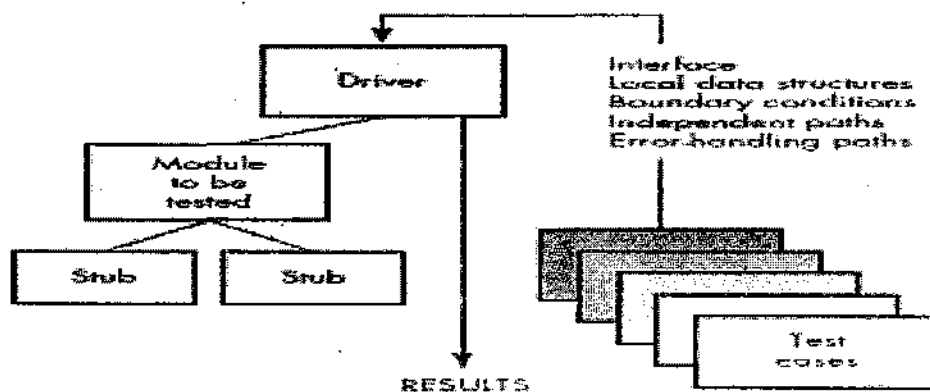 Driver
Interface
Local data structures
Boundary conditions
Independent paths
Error-handling paths
Module
to be
tested
Stub
Stub
Test
cases
RESULTS